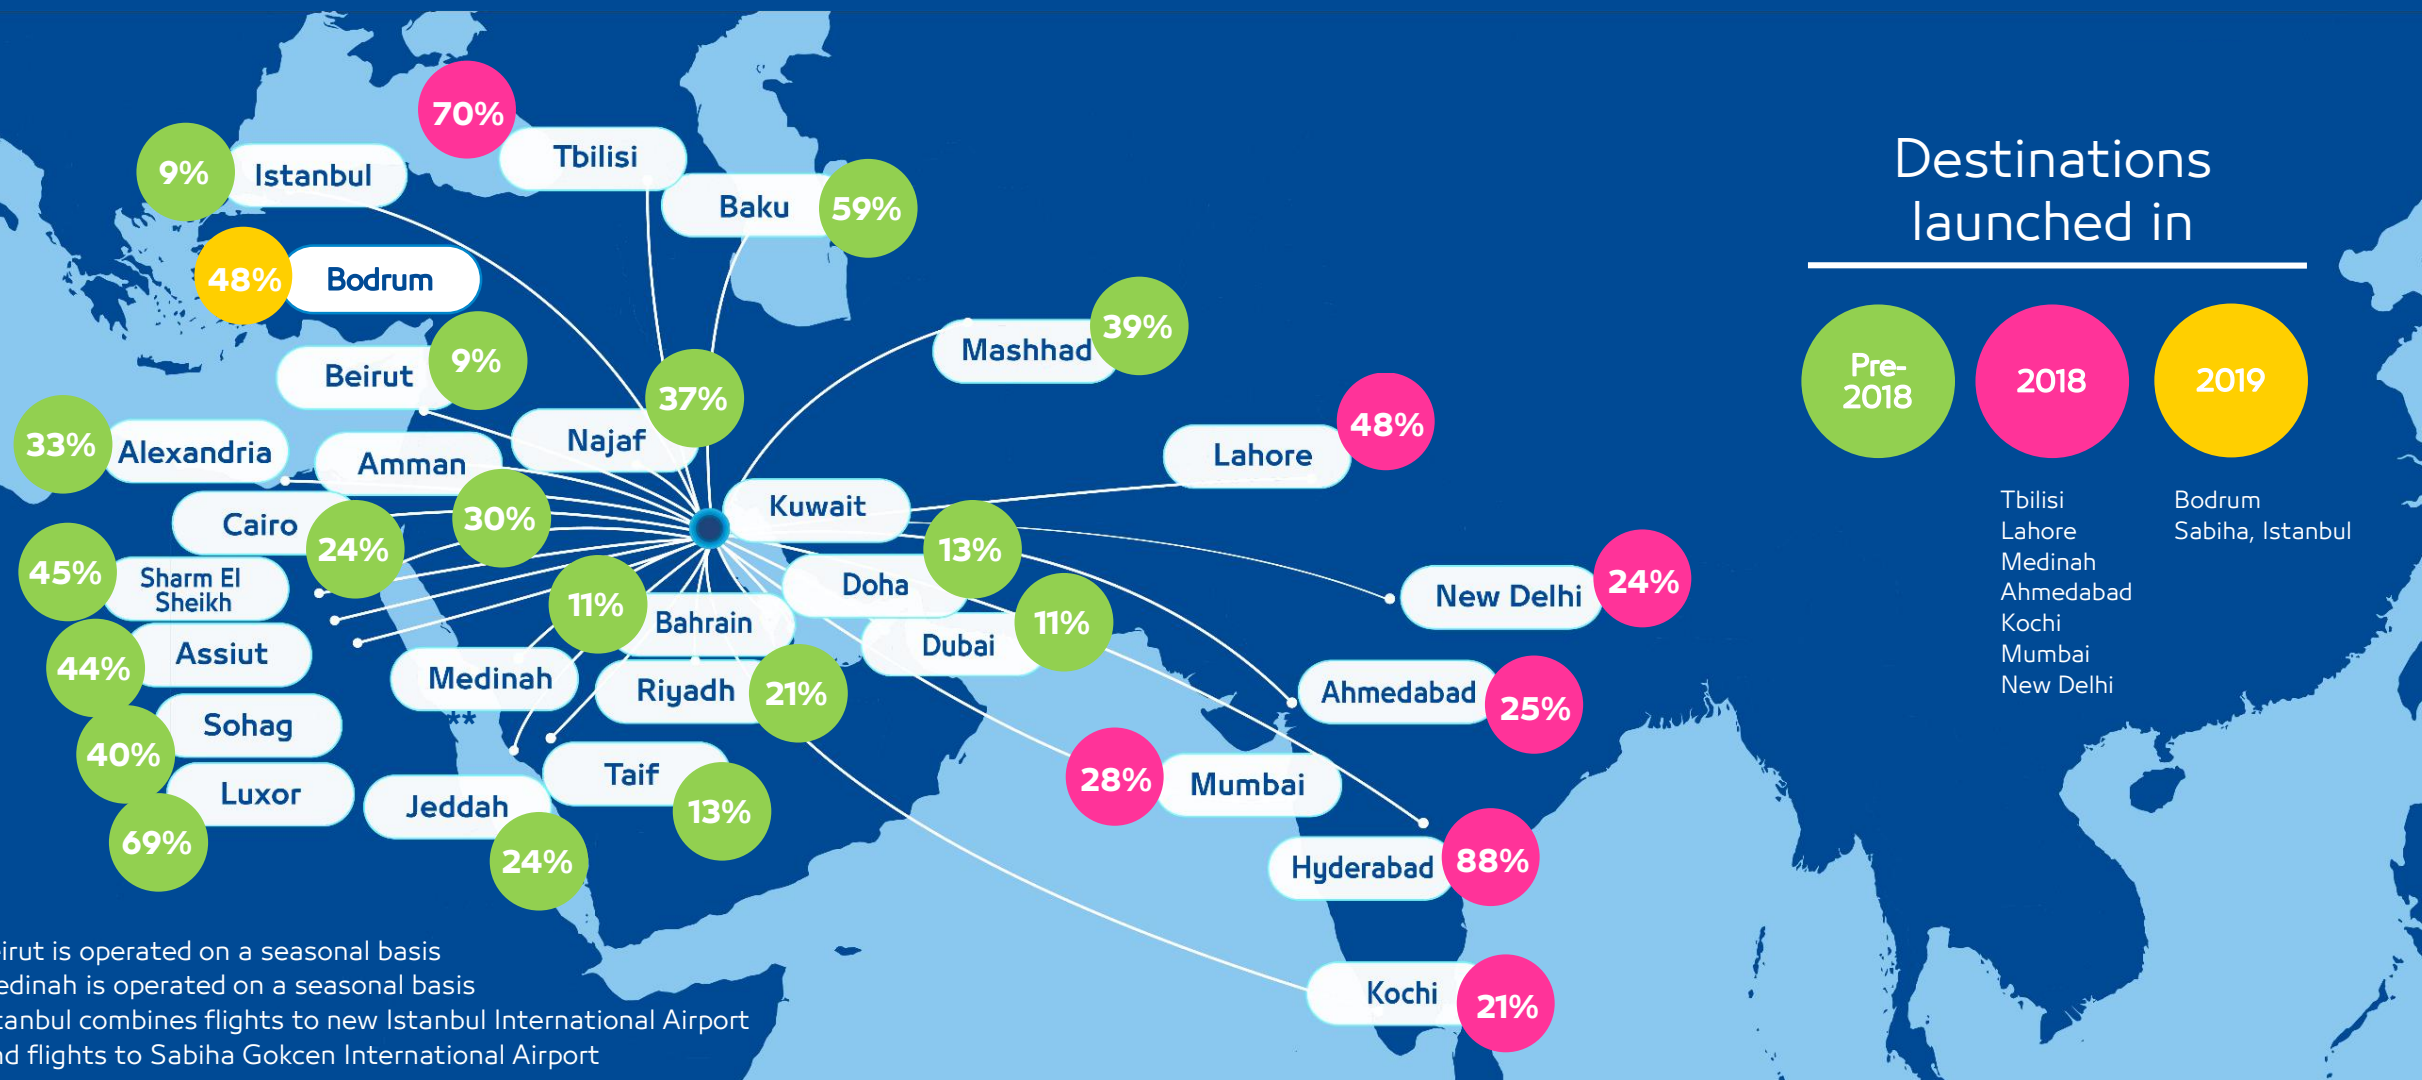 70%
Tbilisi
9%
Istanbul
Baku
59%
48%
Bodrum
Mashhad
39%
Beirut
9%
37%
Najaf
33%
Alexandria
Amman
Lahore
48%
Cairo
24%
30%
Kuwait
13%
Doha
45%
Sharm El
Sheikh
11%
Bahrain
Dubai
11%
New Delhi
24%
44%
Assiut
Medinah
**
Riyadh
21%
Ahmedabad
25%
40%
Sohag
Taif
13%
28%
Mumbai
69%
Luxor
Jeddah
24%
Hyderabad
88%
Kochi
21%
Destinations
launched in
Pre-
2018
2018
2019
Tbilisi
Lahore
Medinah
Ahmedabad
Kochi
Mumbai
New Delhi
Bodrum
Sabiha, Istanbul
irut is operated on a seasonal basis
edinah is operated on a seasonal basis
tanbul combines flights to new Istanbul International Airport
d flights to Sabiha Gokcen International Airport